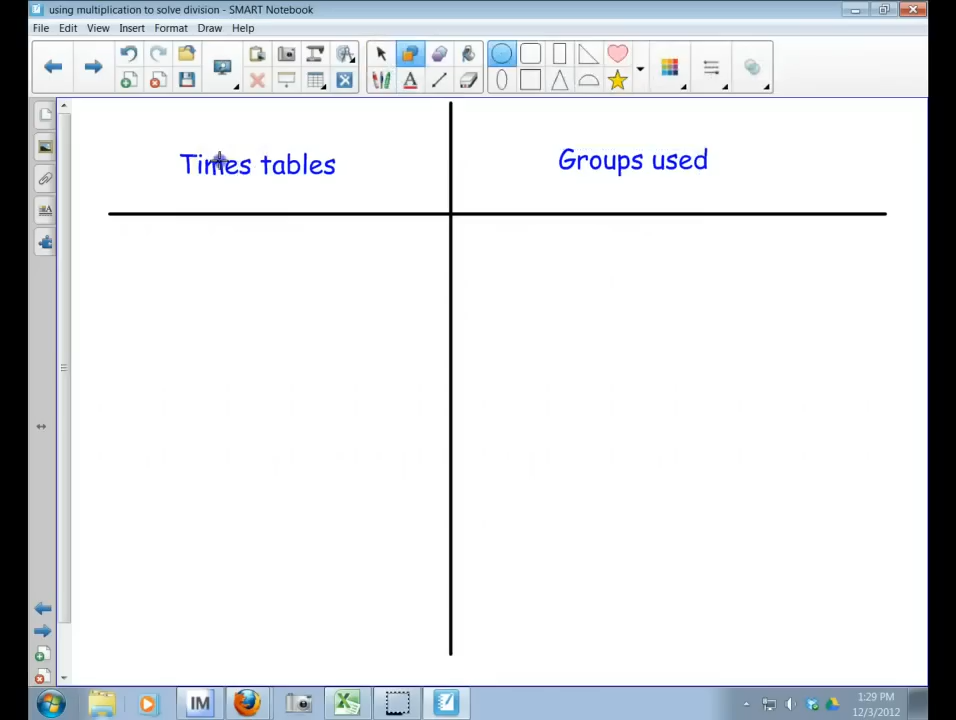 using multiplication to solve division - SMART Notebook
File Edit View Insert Format Draw Help
Times tables
Groups used
IM
1:29 PM
12/3/2012